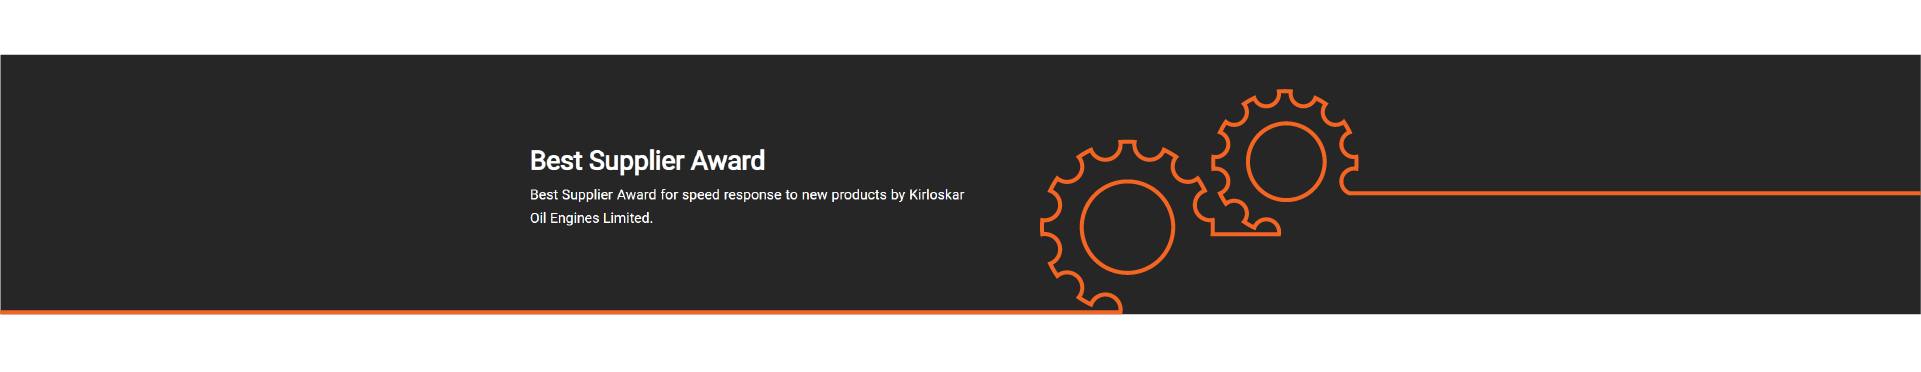 Best Supplier Award
Best Supplier Award for speed response to new products by Kirloskar
Oil Engines Limited.